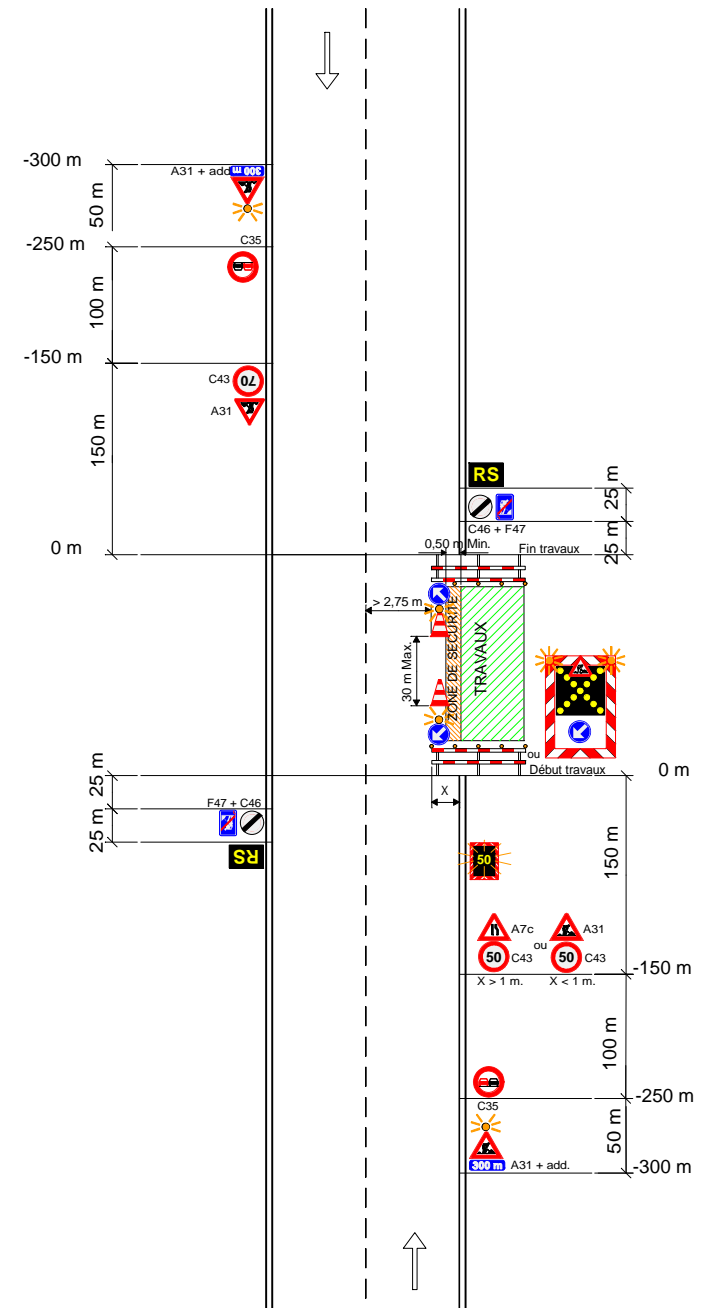 -300 m
A31 + add.
300 m
50 m
-250 m
C35
100 m
-150 m
C43
70
A31
150 m
RS
25 m
C46 + F47
25 m
0 m
0,50 m Min.
Fin travaux
> 2,75 m
30 m Max.
ZONE DE SECURITE
TRAVAUX
ou
Début travaux
0 m
X
25 m
F47 + C46
25 m
RS
50
150 m
A7c
A31
ou
50
C43
50
C43
-150 m
X > 1 m.
X < 1 m.
100 m
C35
-250 m
50 m
300 m
A31 + add.
-300 m